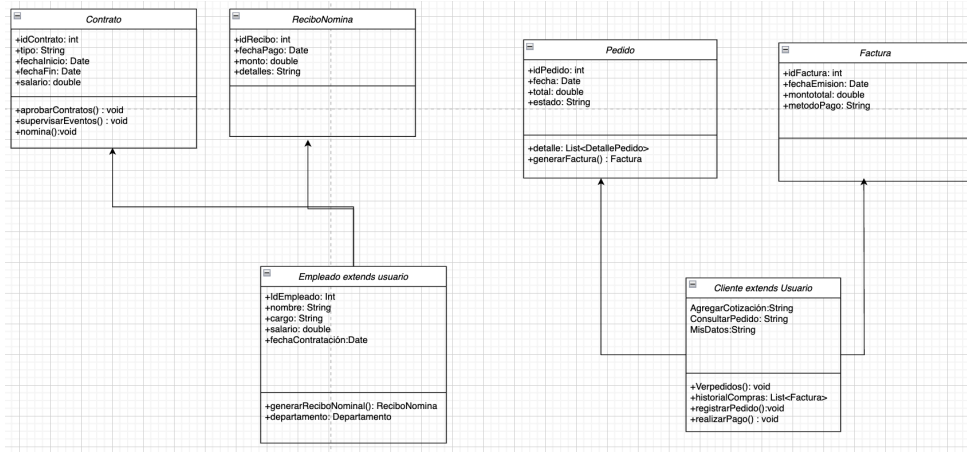 Contrato
+idContrato: int
+tipo: String
+fechaInicio: Date
+fechaFin: Date
+salario: double
+aprobarContratos() : void
+supervisarEventos() : void
+nomina():void
ReciboNomina
+idRecibo: int
+fechaPago: Date
+monto: double
+detalles: String
Pedido
+idPedido: int
+fecha: Date
+total: double
+estado: String
+detalle: List<DetallePedido>
+generarFactura() : Factura
Factura
+idFactura: int
+fechaEmision: Date
+montototal: double
+metodoPago: String
Empleado extends usuario
+IdEmpleado: Int
+nombre: String
+cargo: String
+salario: double
+fechaContratación:Date
+generarReciboNominal(): ReciboNomina
+departamento: Departamento
Cliente extends Usuario
AgregarCotización:String
ConsultarPedido: String
MisDatos:String
+Verpedidos(): void
+historialCompras: List<Factura>
+registrarPedido():void
+realizarPago() : void